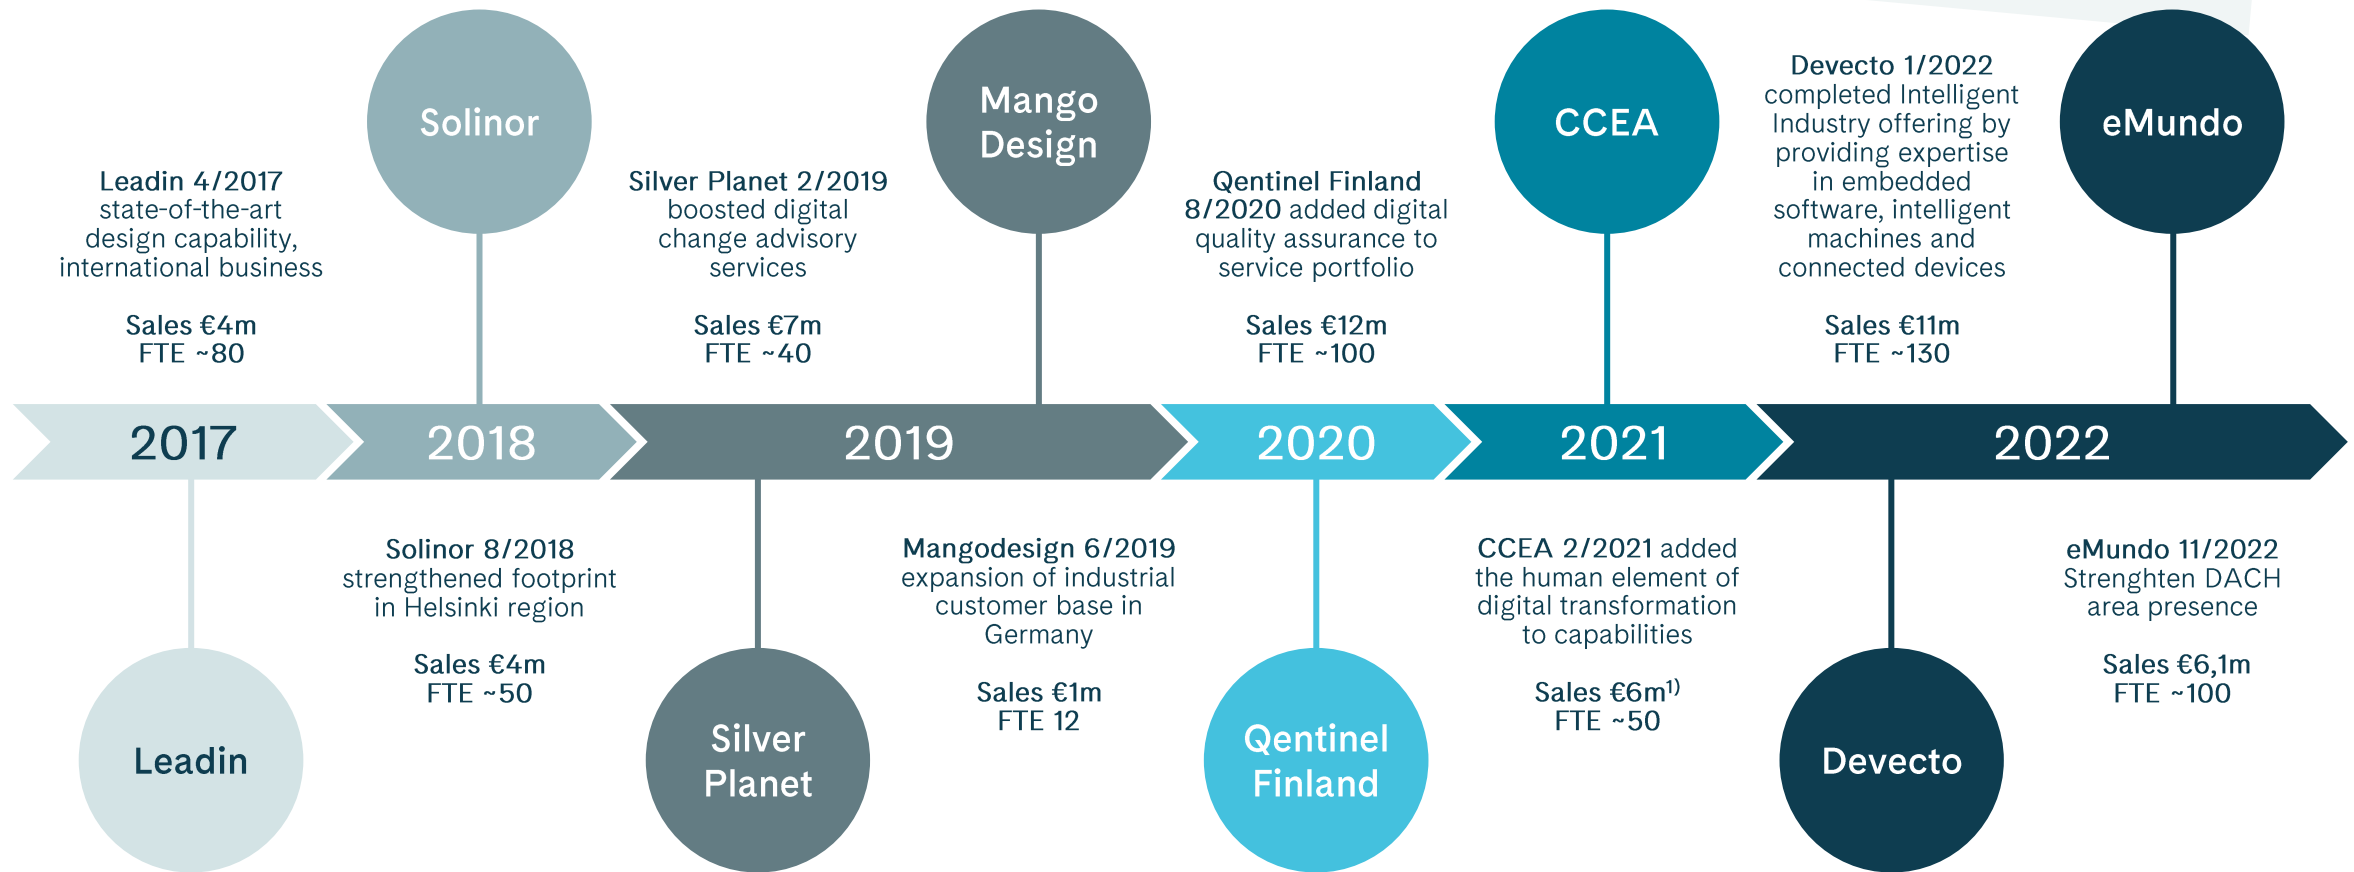 Leadin 4/2017
state-of-the-art
design capability,
international business
Sales €4m
FTE ~80
Solinor
Silver Planet 2/2019
boosted digital
change advisory
services
Sales €7m
FTE ~40
Mango
Design
Qentinel Finland
8/2020 added digital
quality assurance to
service portfolio
Sales €12m
FTE ~100
CCEA
Devecto 1/2022
completed Intelligent
Industry offering by
providing expertise
in embedded
software, intelligent
machines and
connected devices
Sales €11m
FTE ~130
eMundo
2017
2018
2019
2020
2021
2022
Leadin
Solinor 8/2018
strengthened footprint
in Helsinki region
Sales €4m
FTE ~50
Silver
Planet
Mangodesign 6/2019
expansion of industrial
customer base in
Germany
Sales €1m
FTE 12
Qentinel
Finland
CCEA 2/2021 added
the human element of
digital transformation
to capabilities
Sales €6m¹⁾
FTE ~50
Devecto
eMundo 11/2022
Strenghten DACH
area presence
Sales €6,1m
FTE ~100